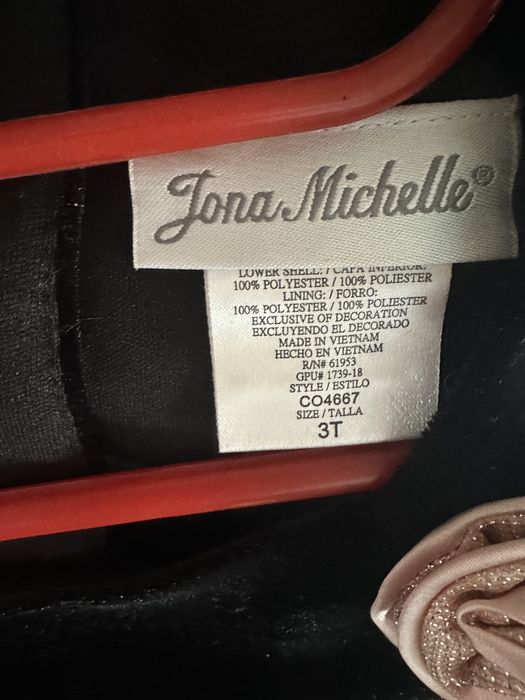 Jona Michelle®
LOWER SHELL: / CAPA INFERIOR:
100% POLYESTER / 100% POLIESTER
LINING: / FORRO:
100% POLYESTER / 100% POLIESTER
EXCLUSIVE OF DECORATION
EXCLUYENDO EL DECORADO
MADE IN VIETNAM
HECHO EN VIETNAM
R/N# 61953
GPU# 1739-18
STYLE / ESTILO
CO4667
SIZE / TALLA
3T